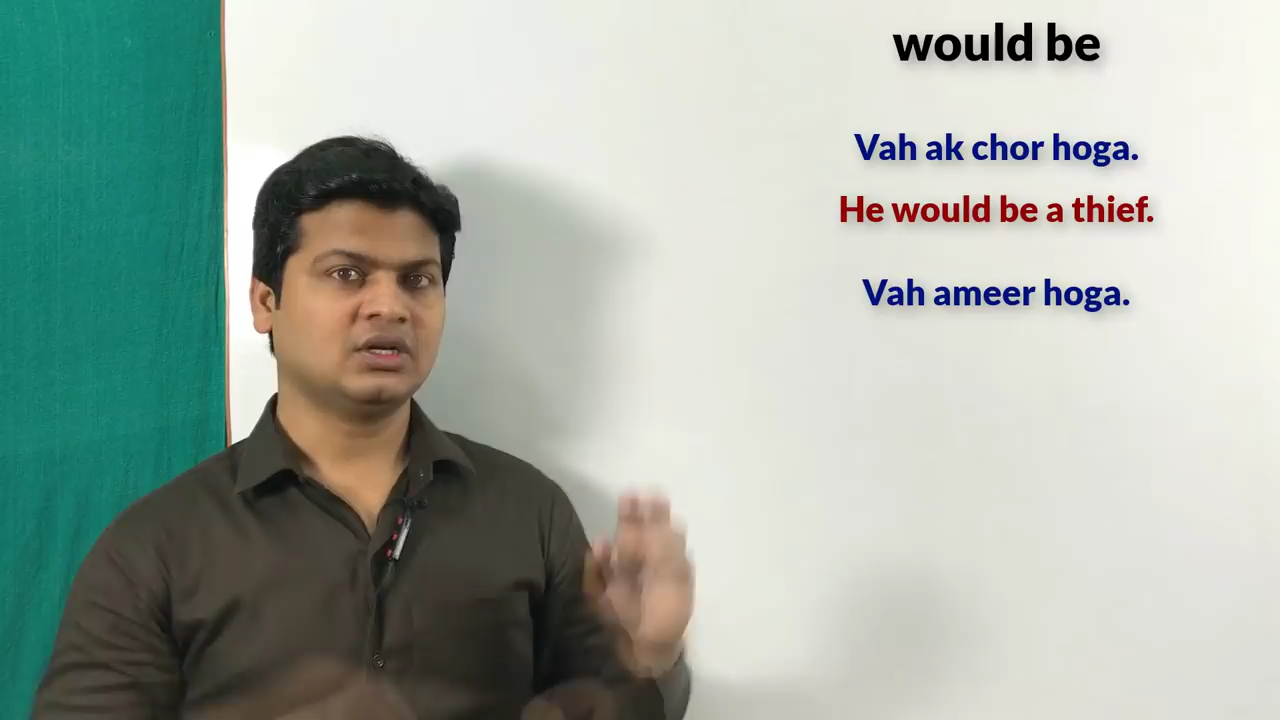 would be
Vah ak chor hoga.
He would be a thief.
Vah ameer hoga.